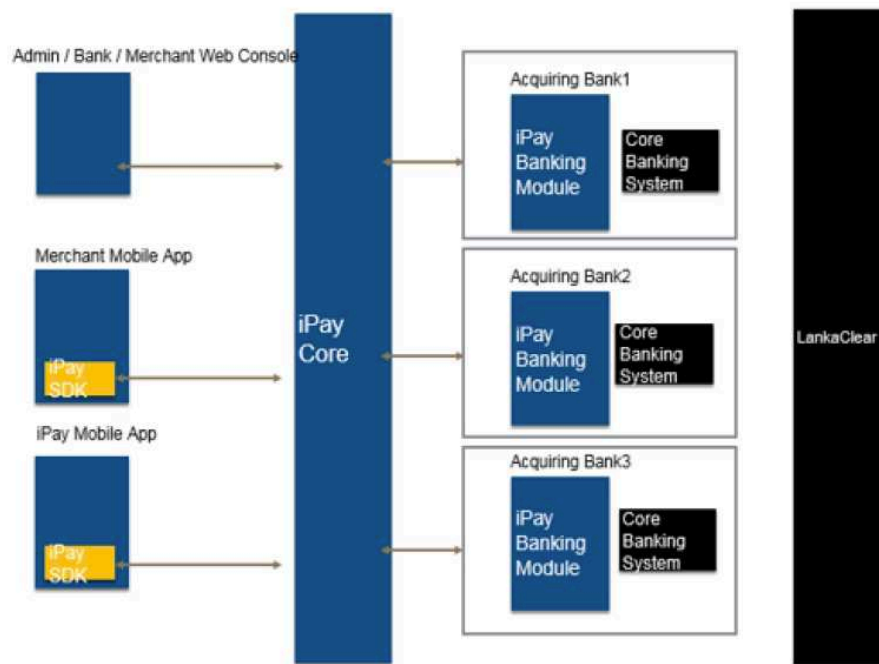 Admin / Bank / Merchant Web Console
Merchant Mobile App
iPay
SDK
iPay Mobile App
iPay
SDK
iPay
Core
Acquiring Bank1
iPay
Banking
Module
Core
Banking
System
Acquiring Bank2
iPay
Banking
Module
Core
Banking
System
Acquiring Bank3
iPay
Banking
Module
Core
Banking
System
LankaClear